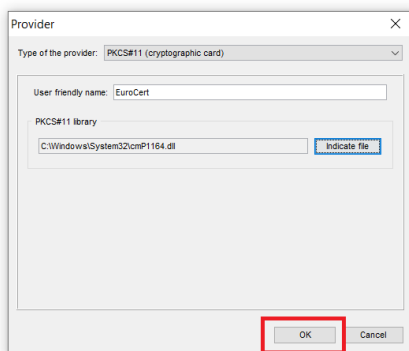 Provider
Type of the provider: PKCS#11 (cryptographic card)
User friendly name: EuroCert
PKCS#11 library
C:\Windows\System32\cmP1164.dll Indicate file
OK Cancel